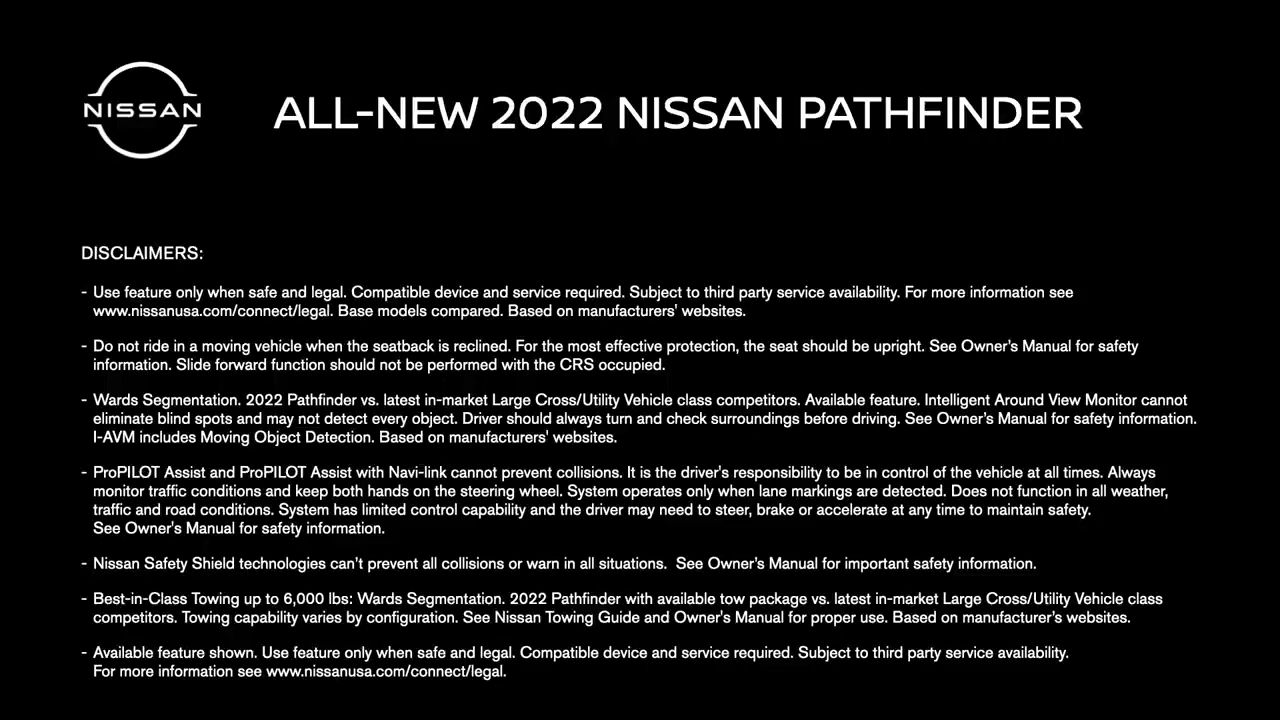 NISSAN
ALL-NEW 2022 NISSAN PATHFINDER
DISCLAIMERS:
- Use feature only when safe and legal. Compatible device and service required. Subject to third party service availability. For more information see
www.nissanusa.com/connect/legal. Base models compared. Based on manufacturers' websites.
- Do not ride in a moving vehicle when the seatback is reclined. For the most effective protection, the seat should be upright. See Owner's Manual for safety
information. Slide forward function should not be performed with the CRS occupied.
- Wards Segmentation. 2022 Pathfinder vs. latest in-market Large Cross/Utility Vehicle class competitors. Available feature. Intelligent Around View Monitor cannot
eliminate blind spots and may not detect every object. Driver should always turn and check surroundings before driving. See Owner's Manual for safety information.
I-AVM includes Moving Object Detection. Based on manufacturers' websites.
- ProPILOT Assist and ProPILOT Assist with Navi-link cannot prevent collisions. It is the driver's responsibility to be in control of the vehicle at all times. Always
monitor traffic conditions and keep both hands on the steering wheel. System operates only when lane markings are detected. Does not function in all weather,
traffic and road conditions. System has limited control capability and the driver may need to steer, brake or accelerate at any time to maintain safety.
See Owner's Manual for safety information.
- Nissan Safety Shield technologies can't prevent all collisions or warn in all situations.  See Owner's Manual for important safety information.
- Best-in-Class Towing up to 6,000 lbs: Wards Segmentation. 2022 Pathfinder with available tow package vs. latest in-market Large Cross/Utility Vehicle class
competitors. Towing capability varies by configuration. See Nissan Towing Guide and Owner's Manual for proper use. Based on manufacturer's websites.
- Available feature shown. Use feature only when safe and legal. Compatible device and service required. Subject to third party service availability.
For more information see www.nissanusa.com/connect/legal.